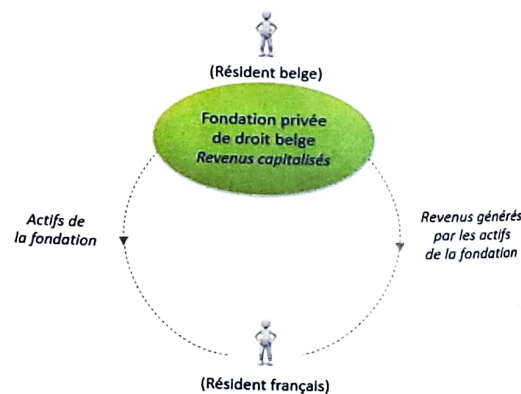 (Résident belge)
Fondation privée
de droit belge
Revenus capitalisés
Actifs de
la fondation
Revenus générés
par les actifs
de la fondation
(Résident français)